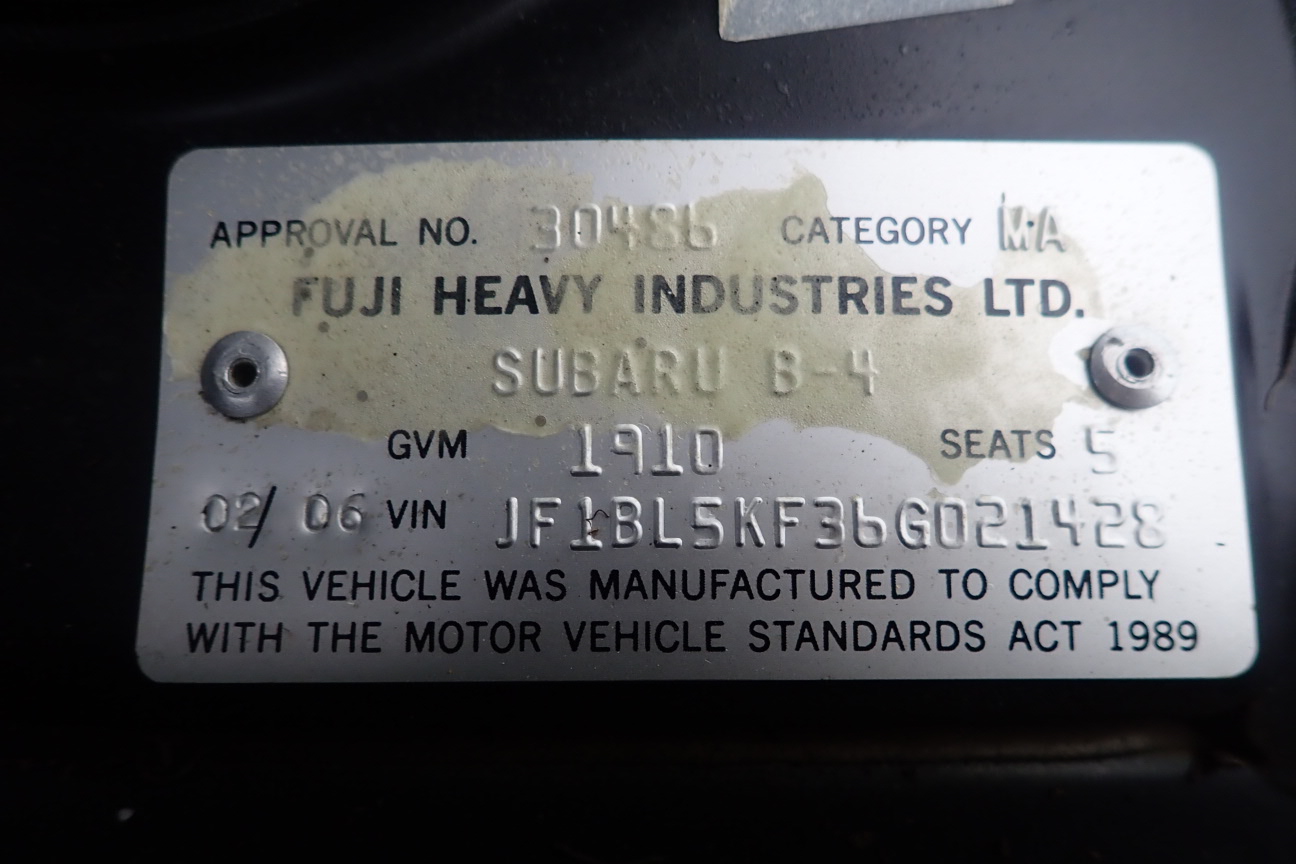 APPROVAL NO. 30486 CATEGORY MA
FUJI HEAVY INDUSTRIES LTD.
SUBARU B-4
GVM 1910 SEATS 5
02/ 06 VIN JF1BL5KF36G021428
THIS VEHICLE WAS MANUFACTURED TO COMPLY
WITH THE MOTOR VEHICLE STANDARDS ACT 1989